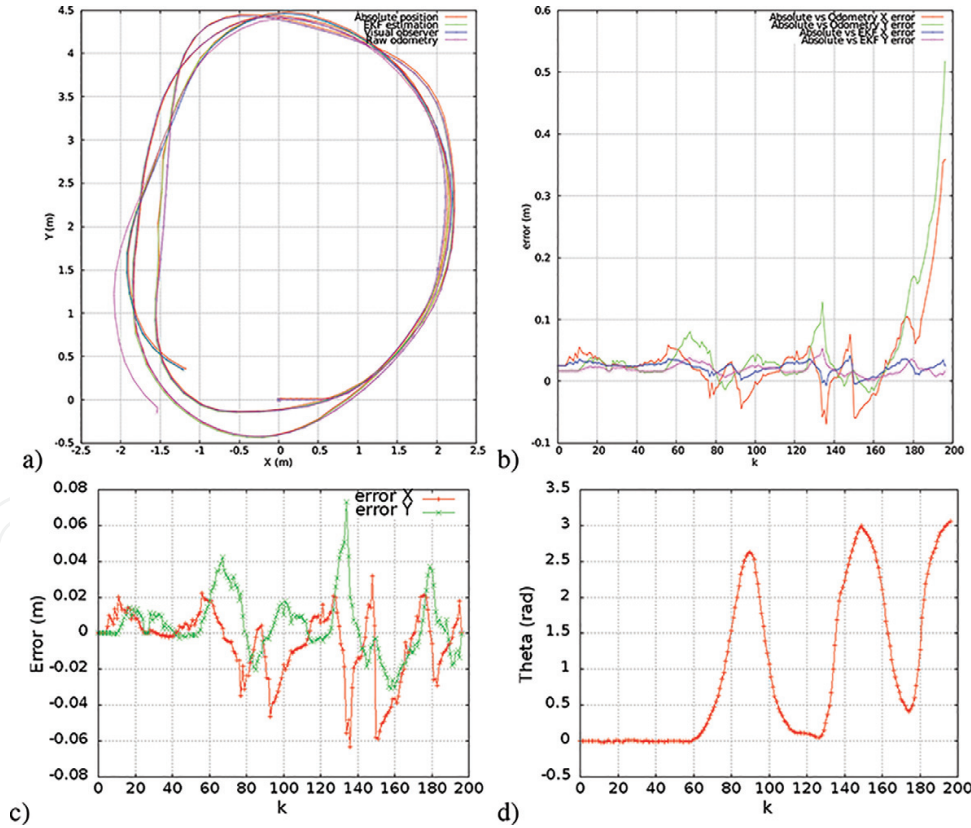 Absolute position
EKF estimation
Visual observer
Raw odometry
4.5
4
3.5
3
2.5
2
1.5
1
0.5
0
-0.5
Y (m)
-2.5 -2 -1.5 -1 -0.5 0 0.5 1 1.5 2 2.5
X (m)
a)
Absolute vs Odometry X error
Absolute vs Odometry Y error
Absolute vs EKF X error
Absolute vs EKF Y error
0.6
0.5
0.4
0.3
0.2
0.1
0
-0.1
error (m)
0 20 40 60 80 100 120 140 160 180 200
k
b)
error X
error Y
0.08
0.06
0.04
0.02
0
-0.02
-0.04
-0.06
-0.08
Error (m)
0 20 40 60 80 100 120 140 160 180 200
k
c)
3.5
3
2.5
2
1.5
1
0.5
0
-0.5
Theta (rad)
0 20 40 60 80 100 120 140 160 180 200
k
d)